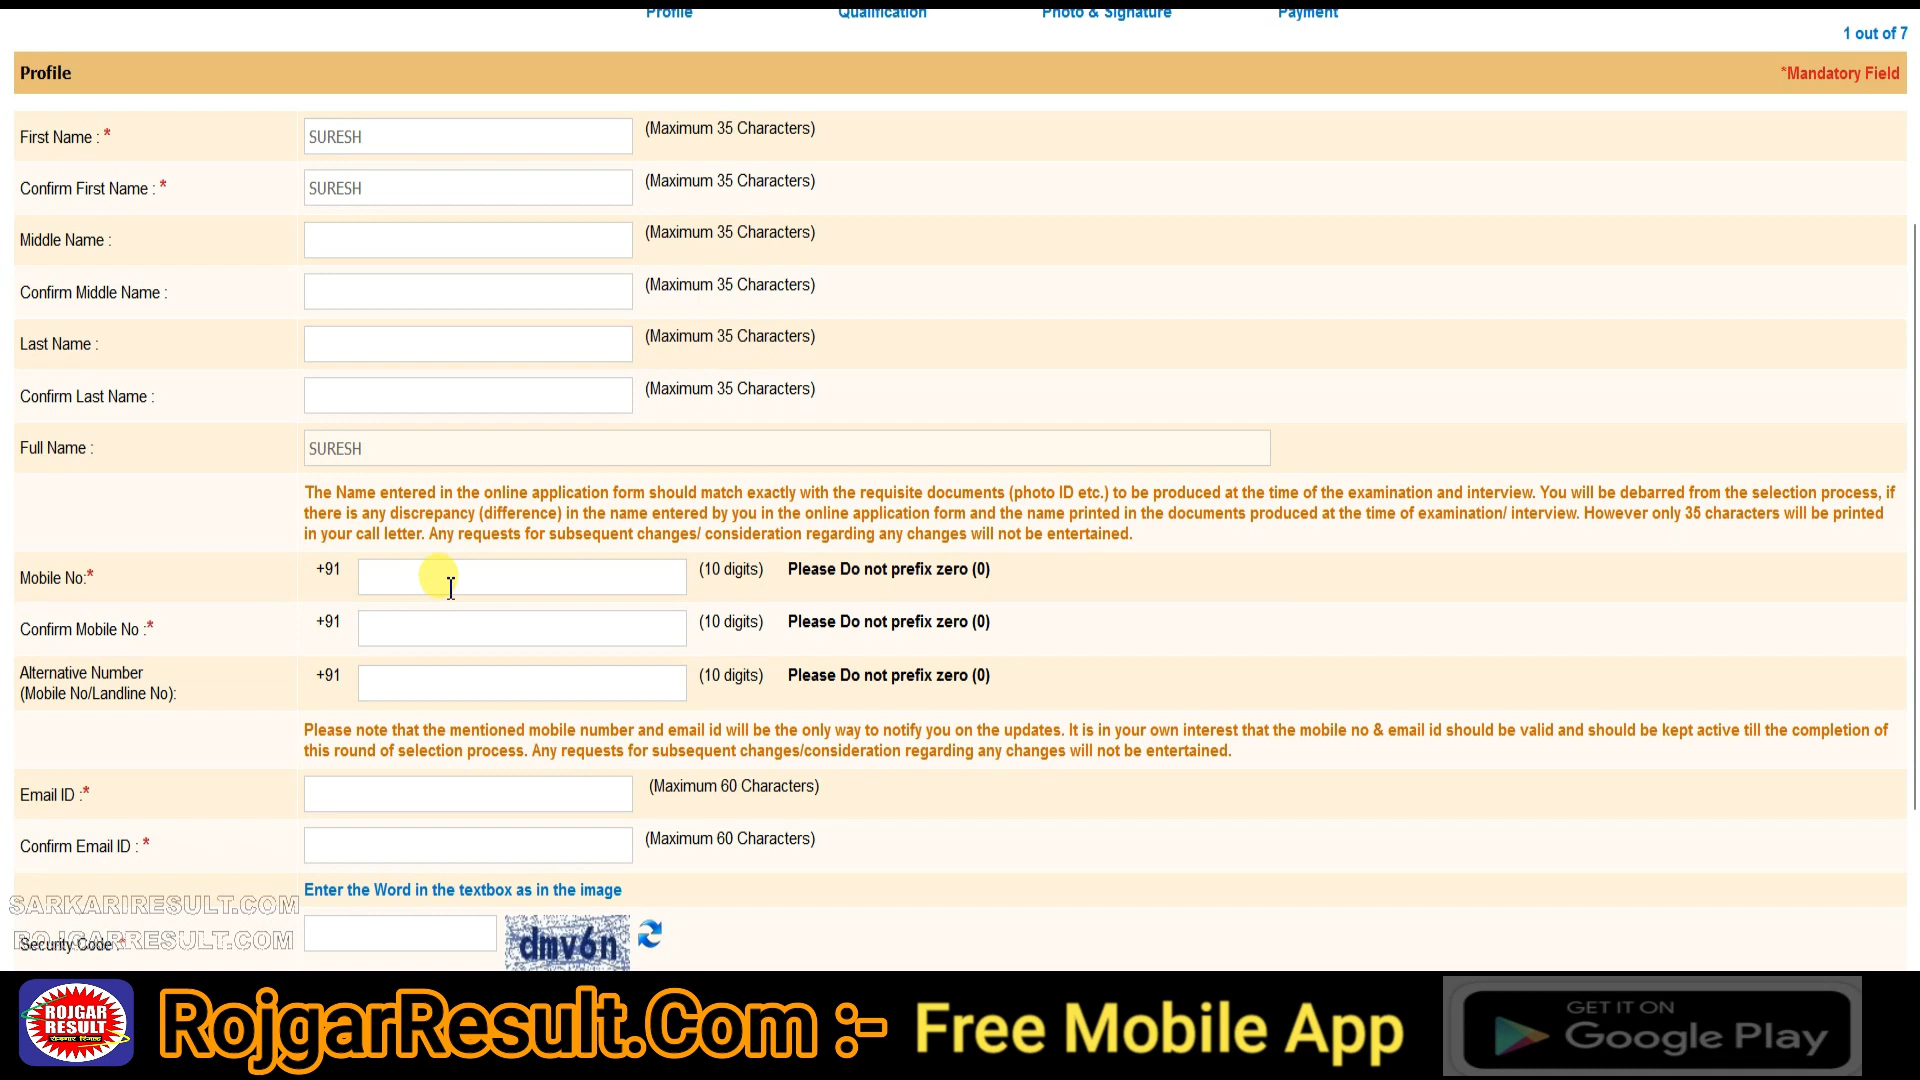 Profile Qualification Photo & Signature Payment
1 out of 7
Profile *Mandatory Field
First Name : * SURESH (Maximum 35 Characters)
Confirm First Name : * SURESH (Maximum 35 Characters)
Middle Name : (Maximum 35 Characters)
Confirm Middle Name : (Maximum 35 Characters)
Last Name : (Maximum 35 Characters)
Confirm Last Name : (Maximum 35 Characters)
Full Name : SURESH
The Name entered in the online application form should match exactly with the requisite documents (photo ID etc.) to be produced at the time of the examination and interview. You will be debarred from the selection process, if
there is any discrepancy (difference) in the name entered by you in the online application form and the name printed in the documents produced at the time of examination/ interview. However only 35 characters will be printed
in your call letter. Any requests for subsequent changes/ consideration regarding any changes will not be entertained.
Mobile No:* +91 (10 digits) Please Do not prefix zero (0)
Confirm Mobile No :* +91 (10 digits) Please Do not prefix zero (0)
Alternative Number
(Mobile No/Landline No): +91 (10 digits) Please Do not prefix zero (0)
Please note that the mentioned mobile number and email id will be the only way to notify you on the updates. It is in your own interest that the mobile no & email id should be valid and should be kept active till the completion of
this round of selection process. Any requests for subsequent changes/consideration regarding any changes will not be entertained.
Email ID :* (Maximum 60 Characters)
Confirm Email ID : * (Maximum 60 Characters)
Enter the Word in the textbox as in the image
SARKARIRESULT.COM
ROJGARRESULT.COM
Security Code : * dmv6n
ROJGAR
RESULT
रोजगार रिजल्ट
RojgarResult.Com :- Free Mobile App
GET IT ON
Google Play